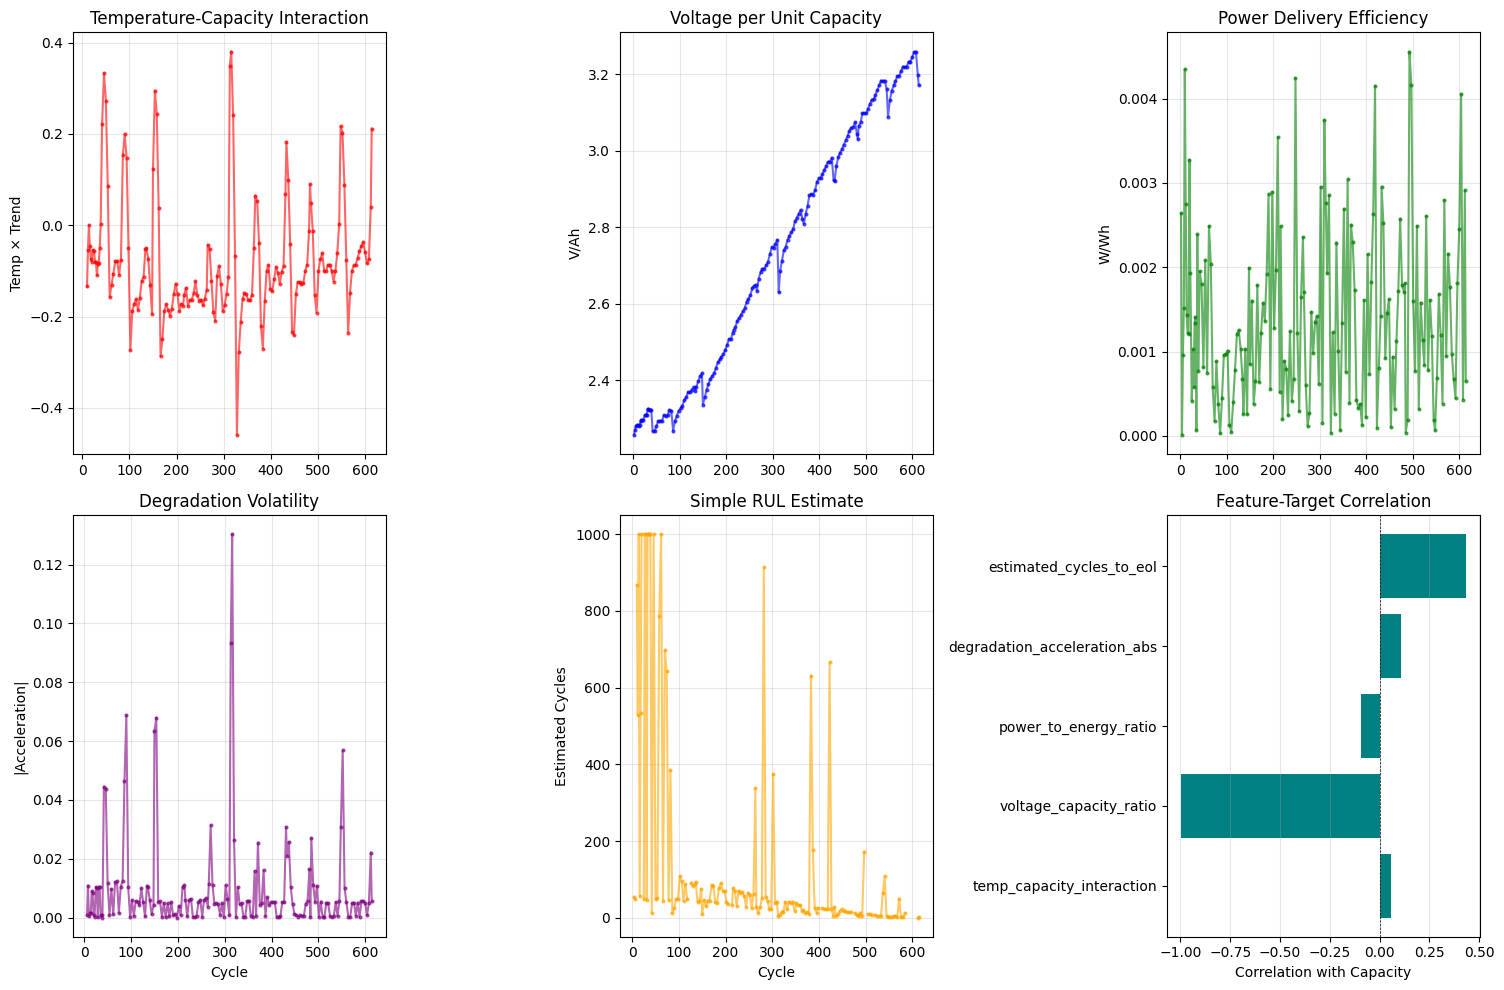 Temperature-Capacity Interaction
Temp × Trend
0.4
0.2
0.0
−0.2
−0.4
0 100 200 300 400 500 600
Voltage per Unit Capacity
V/Ah
3.2
3.0
2.8
2.6
2.4
0 100 200 300 400 500 600
Power Delivery Efficiency
W/Wh
0.004
0.003
0.002
0.001
0.000
0 100 200 300 400 500 600
Degradation Volatility
|Acceleration|
0.12
0.10
0.08
0.06
0.04
0.02
0.00
0 100 200 300 400 500 600
Cycle
Simple RUL Estimate
Estimated Cycles
1000
800
600
400
200
0
0 100 200 300 400 500 600
Cycle
Feature-Target Correlation
estimated_cycles_to_eol
degradation_acceleration_abs
power_to_energy_ratio
voltage_capacity_ratio
temp_capacity_interaction
−1.00 −0.75 −0.50 −0.25 0.00 0.25 0.50
Correlation with Capacity